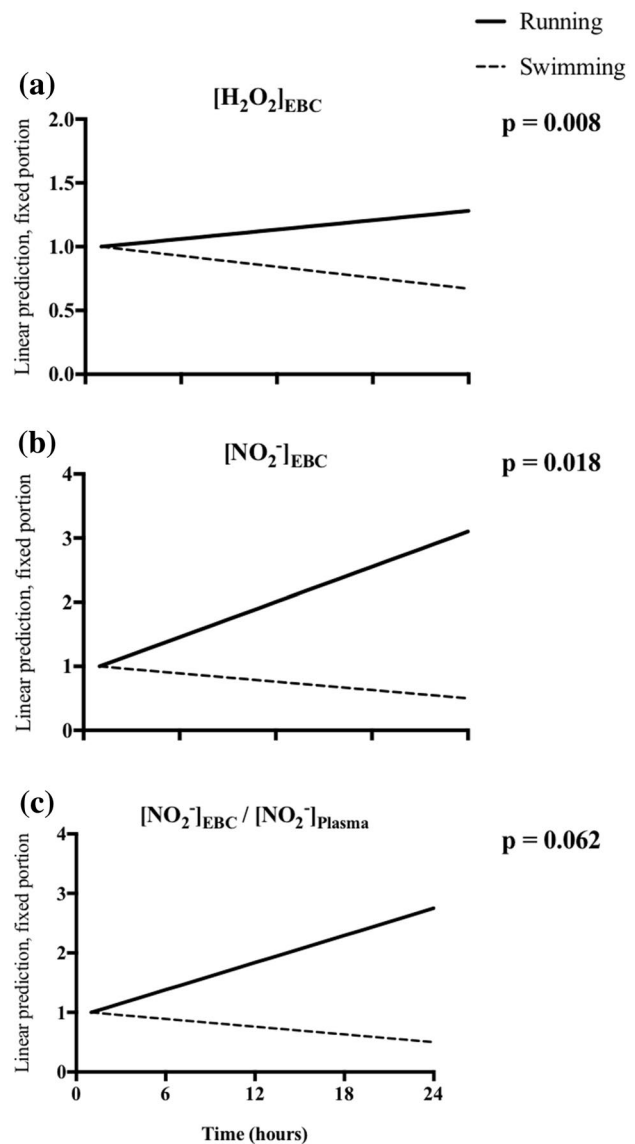 Running
Swimming
(a)
[H₂O₂]EBC
p = 0.008
Linear prediction, fixed portion
2.0
1.5
1.0
0.5
0.0
(b)
[NO₂⁻]EBC
p = 0.018
Linear prediction, fixed portion
4
3
2
1
0
(c)
[NO₂⁻]EBC / [NO₂⁻]Plasma
p = 0.062
Linear prediction, fixed portion
4
3
2
1
0
0 6 12 18 24
Time (hours)